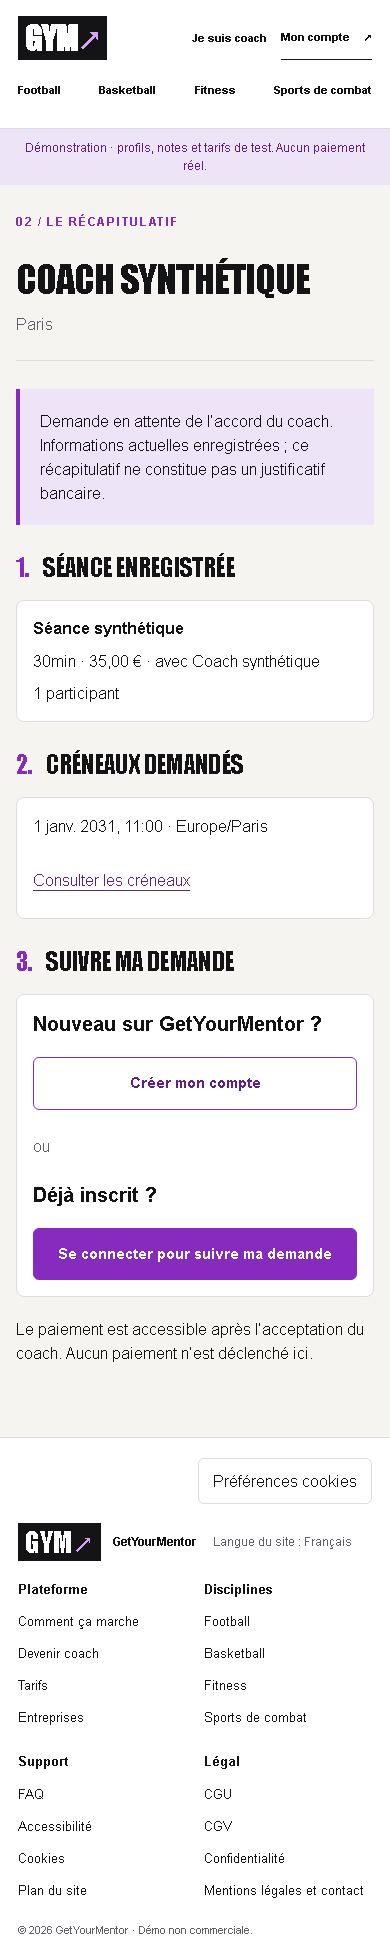 GYM↗
Je suis coach
Mon compte ↗
Football Basketball Fitness Sports de combat
Démonstration · profils, notes et tarifs de test. Aucun paiement
réel.
02 / LE RÉCAPITULATIF
COACH SYNTHÉTIQUE
Paris
Demande en attente de l'accord du coach.
Informations actuelles enregistrées ; ce
récapitulatif ne constitue pas un justificatif
bancaire.
1. SÉANCE ENREGISTRÉE
Séance synthétique
30min · 35,00 € · avec Coach synthétique
1 participant
2. CRÉNEAUX DEMANDÉS
1 janv. 2031, 11:00 · Europe/Paris
Consulter les créneaux
3. SUIVRE MA DEMANDE
Nouveau sur GetYourMentor ?
Créer mon compte
ou
Déjà inscrit ?
Se connecter pour suivre ma demande
Le paiement est accessible après l'acceptation du
coach. Aucun paiement n'est déclenché ici.
Préférences cookies
GYM↗ GetYourMentor Langue du site : Français
Plateforme
Comment ça marche
Devenir coach
Tarifs
Entreprises
Disciplines
Football
Basketball
Fitness
Sports de combat
Support
FAQ
Accessibilité
Cookies
Plan du site
Légal
CGU
CGV
Confidentialité
Mentions légales et contact
© 2026 GetYourMentor · Démo non commerciale.